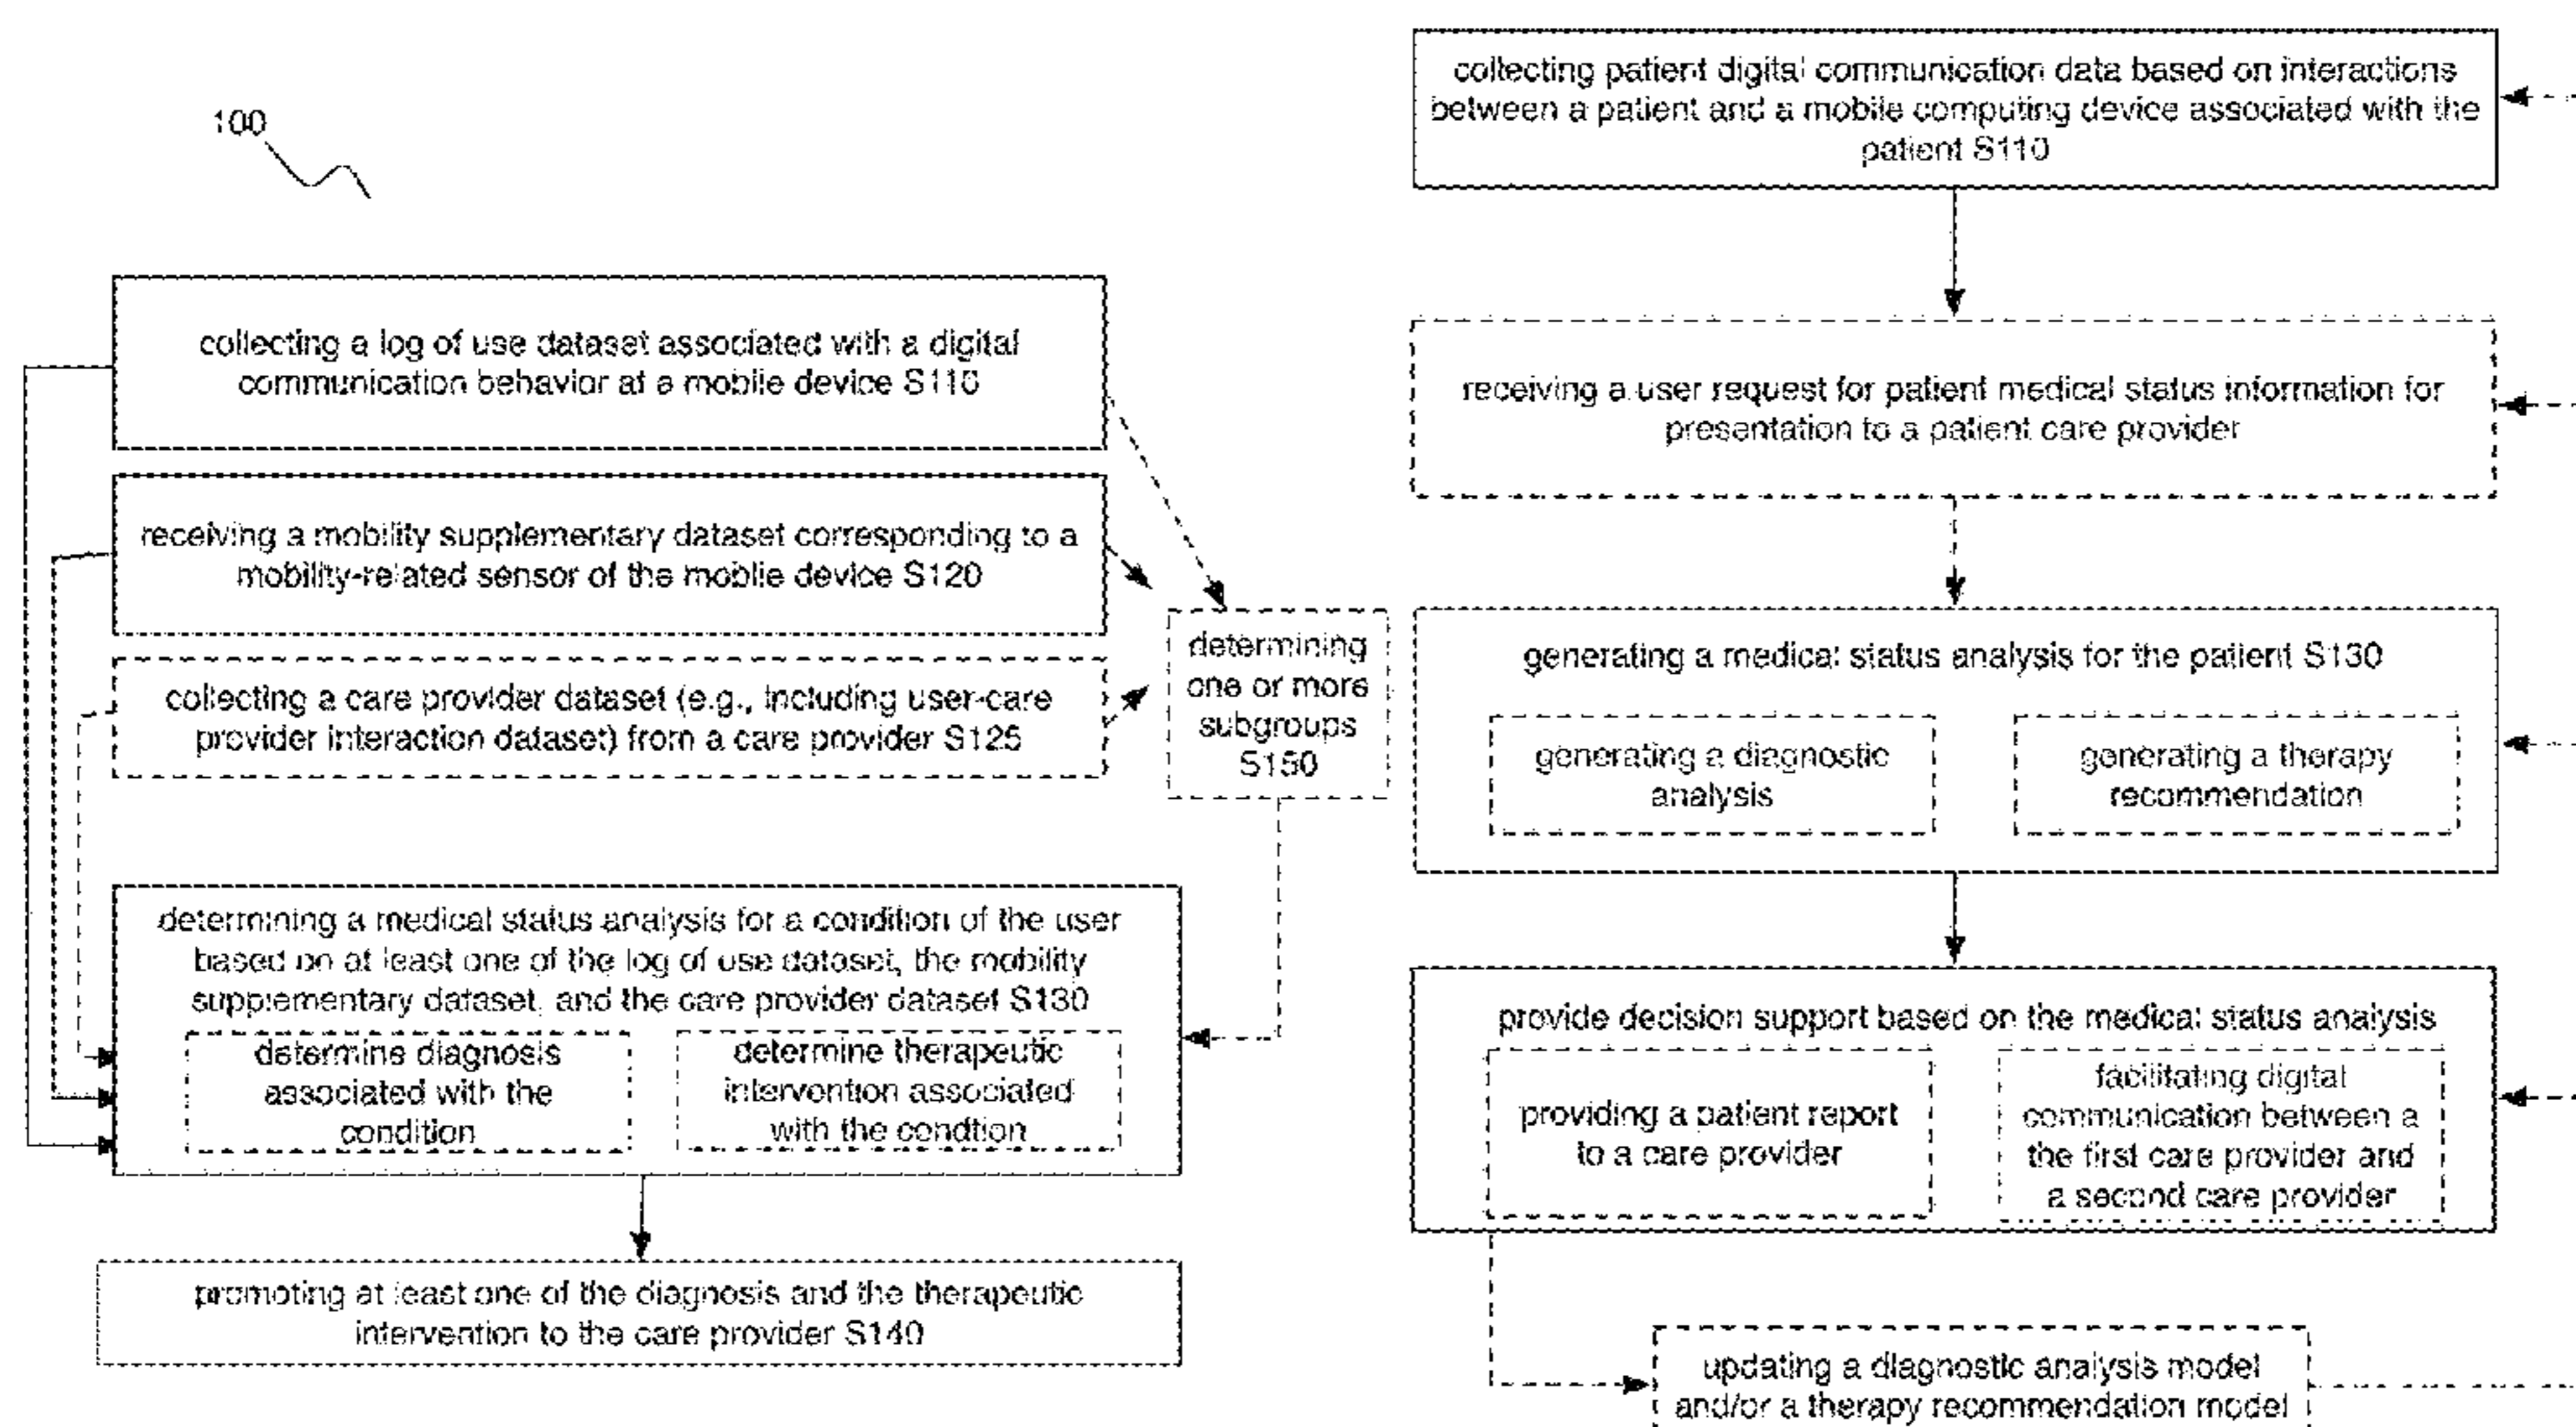 100
collecting a log of use dataset associated with a digital
communication behavior at a mobile device S110
receiving a mobility supplementary dataset corresponding to a
mobility-related sensor of the mobile device S120
collecting a care provider dataset (e.g., including user-care
provider interaction dataset) from a care provider S125
determining
one or more
subgroups
S150
determining a medical status analysis for a condition of the user
based on at least one of the log of use dataset, the mobility
supplementary dataset, and the care provider dataset S130
determine diagnosis
associated with the
condition
determine therapeutic
intervention associated
with the condtion
promoting at least one of the diagnosis and the therapeutic
intervention to the care provider S140
collecting patient digital communication data based on interactions
between a patient and a mobile computing device associated with the
patient S110
receiving a user request for patient medical status information for
presentation to a patient care provider
generating a medical status analysis for the patient S130
generating a diagnostic
analysis
generating a therapy
recommendation
provide decision support based on the medical status analysis
providing a patient report
to a care provider
facilitating digital
communication between a
the first care provider and
a second care provider
updating a diagnostic analysis model
and/or a therapy recommendation model